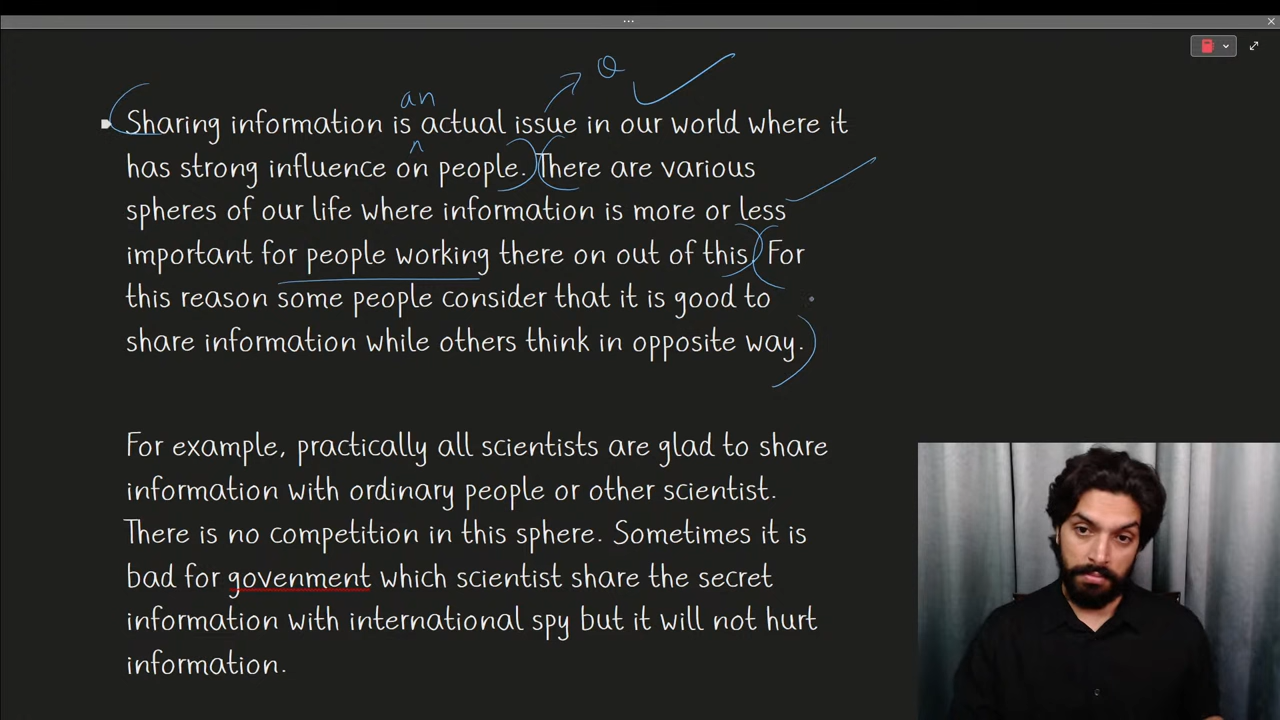 an
Sharing information is actual issue in our world where it
has strong influence on people. There are various
spheres of our life where information is more or less
important for people working there on out of this. For
this reason some people consider that it is good to
share information while others think in opposite way.
For example, practically all scientists are glad to share
information with ordinary people or other scientist.
There is no competition in this sphere. Sometimes it is
bad for govenment which scientist share the secret
information with international spy but it will not hurt
information.